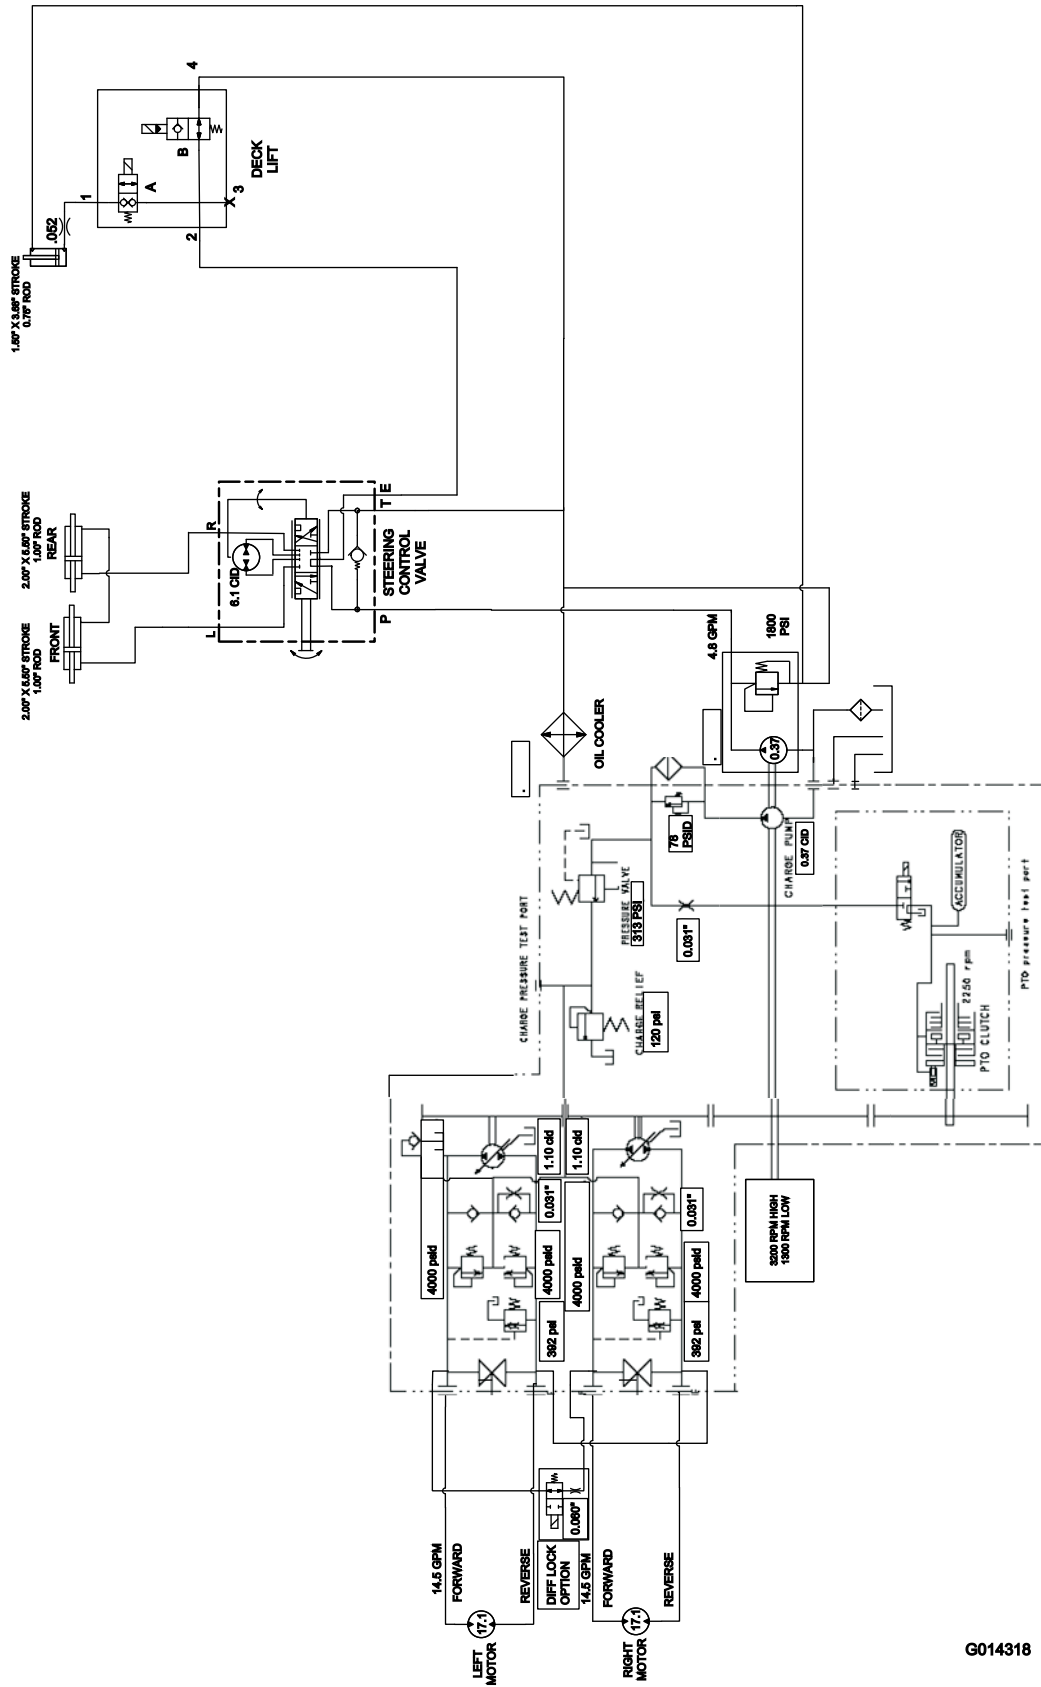 4
B
A
DECK
LIFT
1
3
2
.052
1.50" X 3.88" STROKE
0.75" ROD
2.00" X 5.50" STROKE
1.00" ROD
REAR
2.00" X 5.50" STROKE
1.00" ROD
FRONT
R
L
6.1 CID
T E
P
STEERING
CONTROL
VALVE
4.8 GPM
1800
PSI
0.37
OIL COOLER
.
.
78
PSID
CHARGE PUMP
0.37 CID
PRESSURE VALVE
313 PSI
0.031"
CHARGE PRESSURE TEST PORT
CHARGE RELIEF
120 psi
ACCUMULATOR
2250 rpm
PTO CLUTCH
PTO pressure test port
1.10 cid
1.10 cid
0.031"
0.031"
4000 psid
4000 psid
4000 psid
4000 psid
392 psi
392 psi
3200 RPM HIGH
1300 RPM LOW
14.5 GPM
FORWARD
REVERSE
0.060"
DIFF LOCK
OPTION
14.5 GPM
FORWARD
REVERSE
17.1
LEFT
MOTOR
17.1
RIGHT
MOTOR
G014318